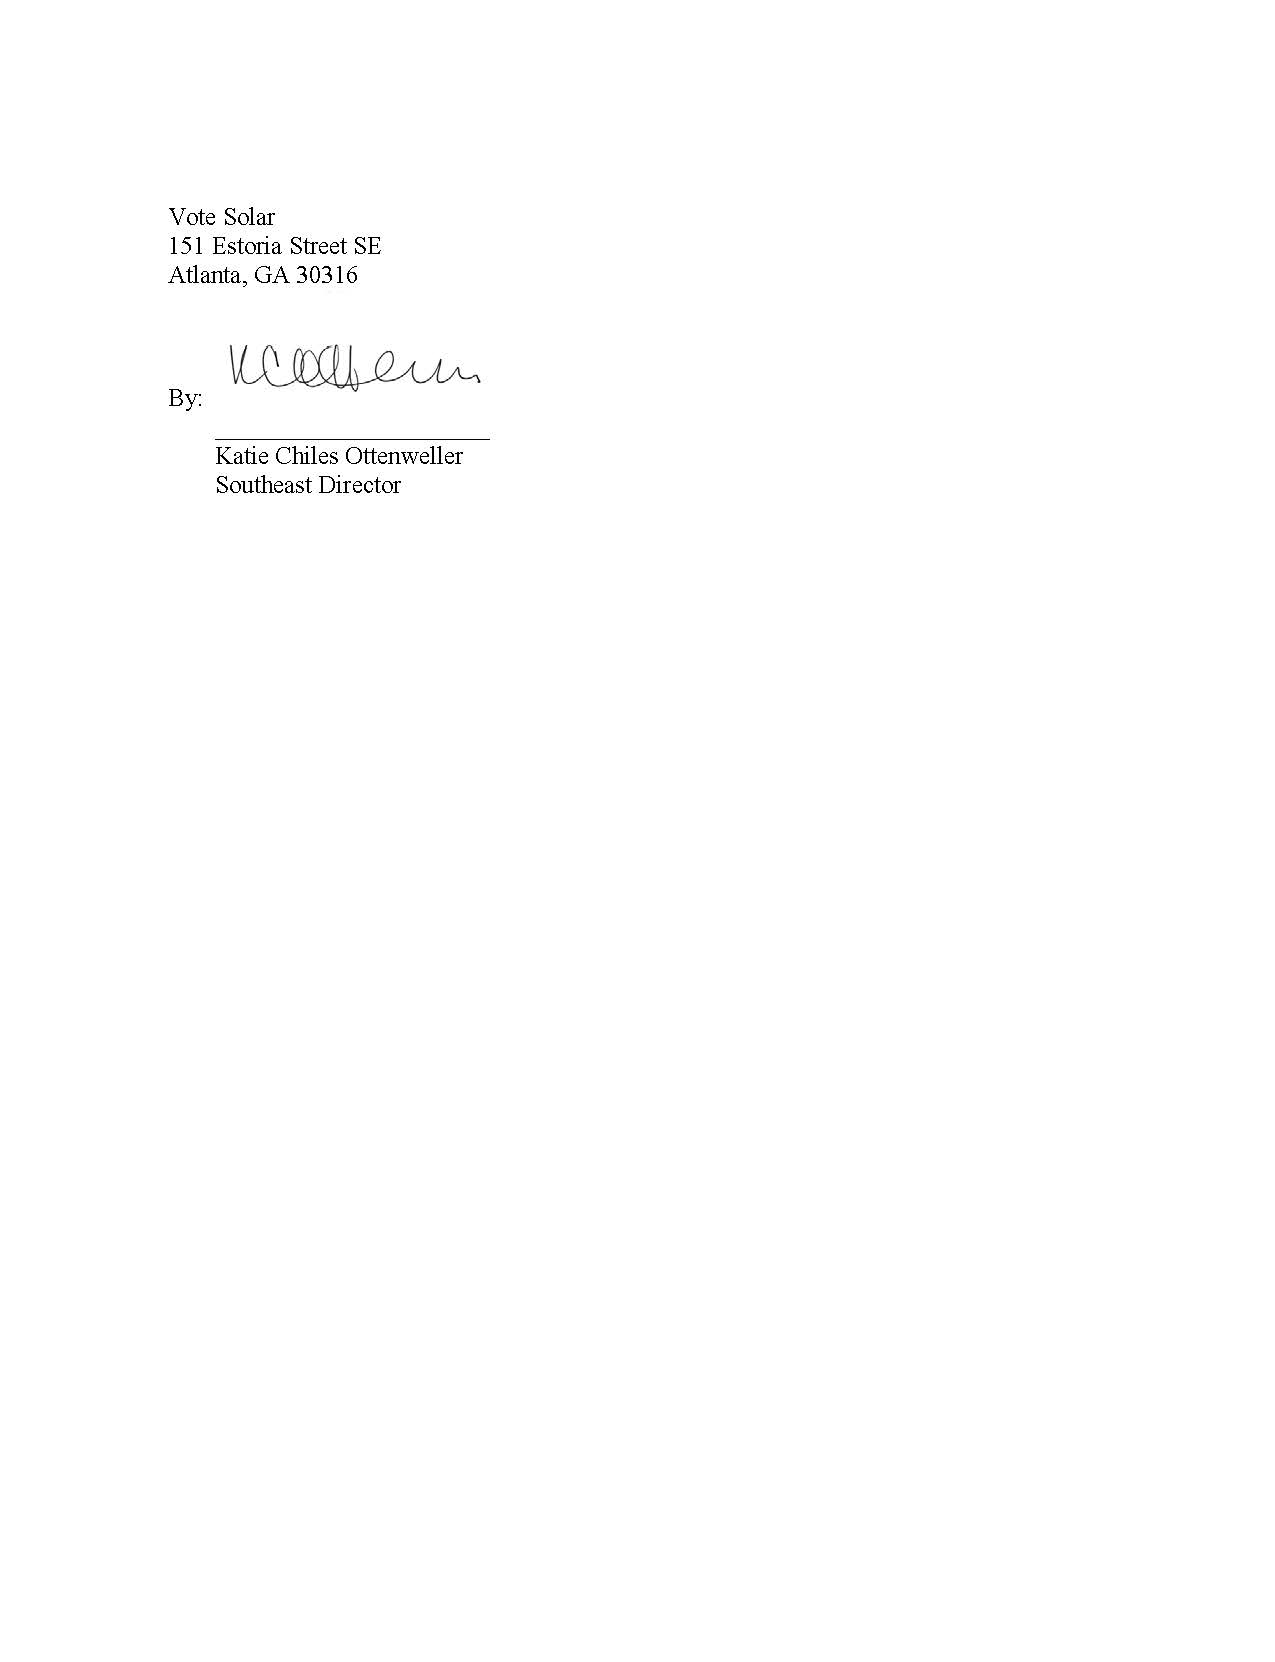 Vote Solar
151 Estoria Street SE
Atlanta, GA 30316
By:
Katie Chiles Ottenweller
Southeast Director